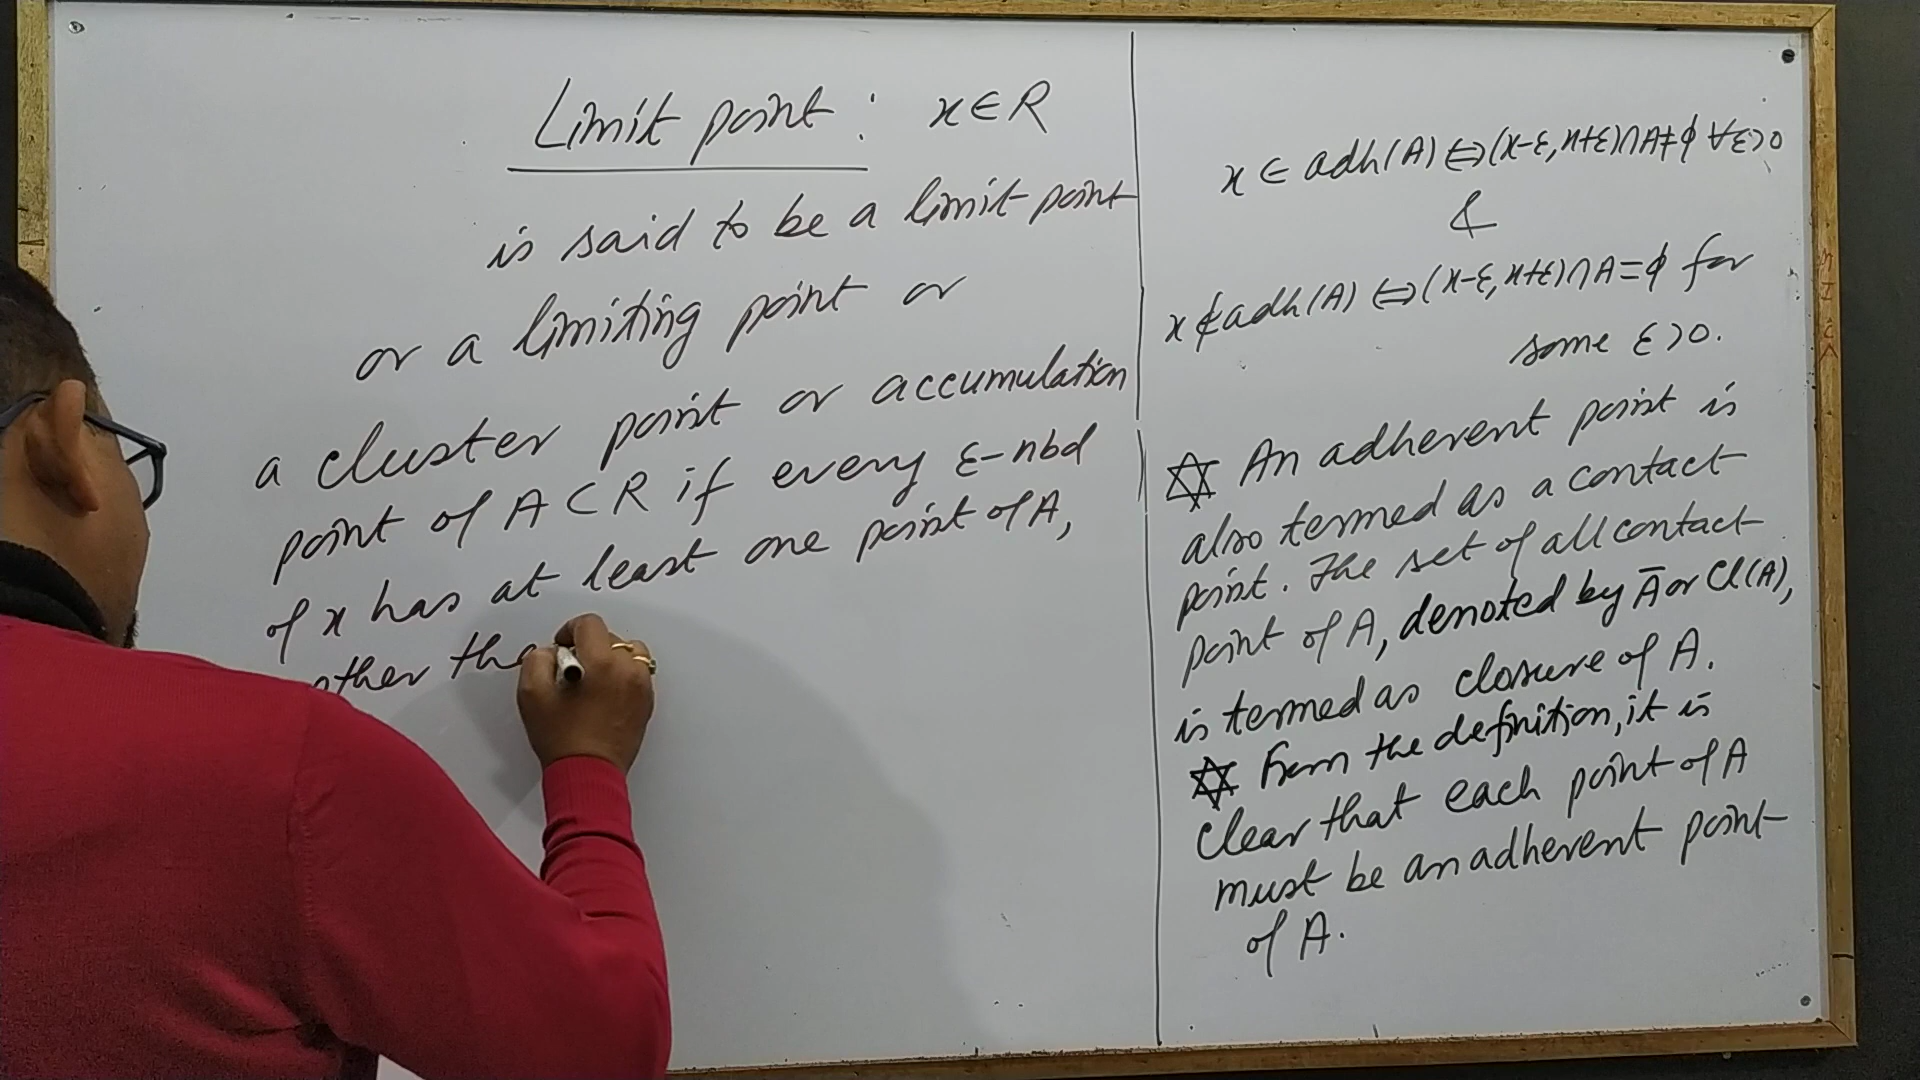 Limit point : x∈R
is said to be a limit point
or a limiting point or
a cluster point or accumulation
point of A⊂R if every ε-nbd
of x has at least one point of A,
other tha
x ∈ adh(A) ⇔ (x-ε, x+ε)∩A≠ϕ ∀ε>0
&
x ∉ adh(A) ⇔ (x-ε, x+ε)∩A=ϕ for
some ε>0.
✡ An adherent point is
also termed as a contact
point. The set of all contact
point of A, denoted by Ā or Cl(A),
is termed as closure of A.
✡ From the definition, it is
clear that each point of A
must be an adherent point
of A.